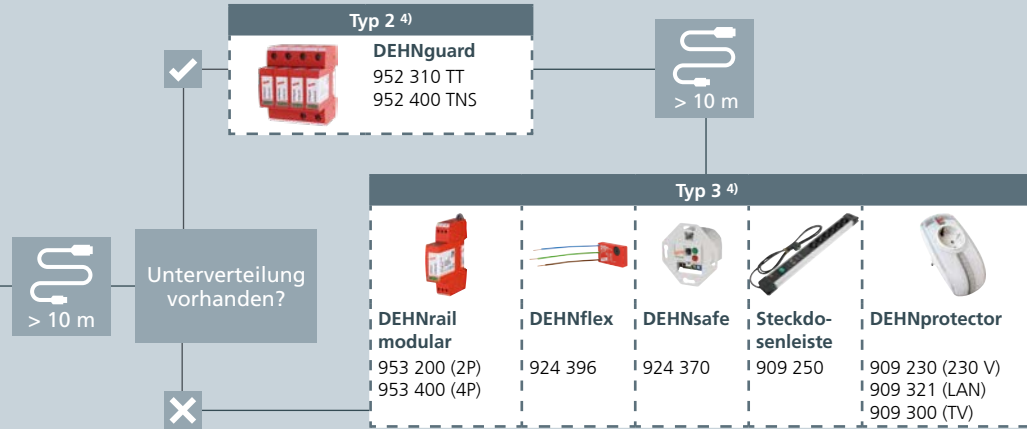 Typ 2 4)
DEHNguard
952 310 TT
952 400 TNS
> 10 m
Typ 3 4)
> 10 m
Unterverteilung
vorhanden?
DEHNrail
modular
953 200 (2P)
953 400 (4P)
DEHNflex
924 396
DEHNsafe
924 370
Steckdo-
senleiste
909 250
DEHNprotector
909 230 (230 V)
909 321 (LAN)
909 300 (TV)